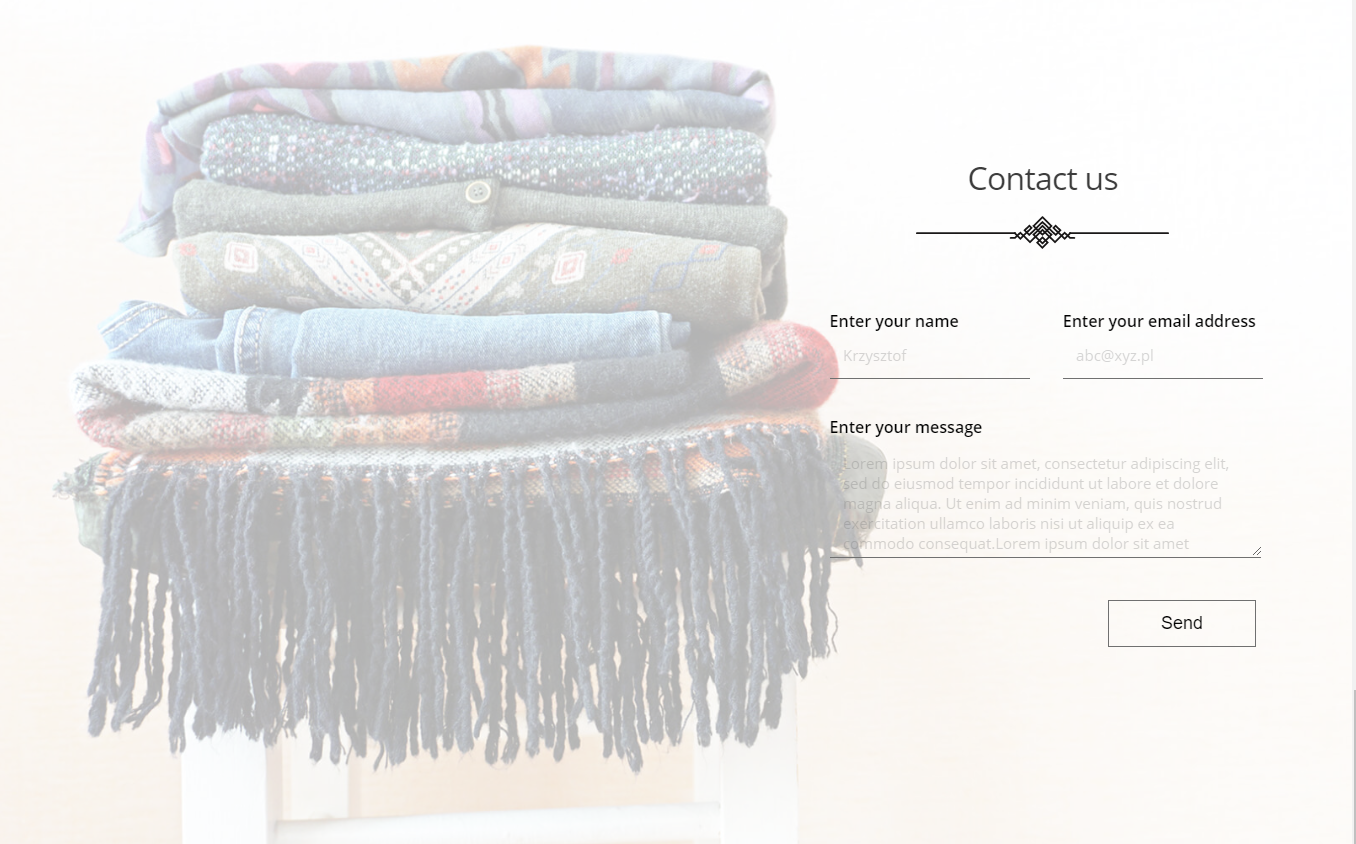 Contact us
Enter your name
Enter your email address
Krzysztof
abc@xyz.pl
Enter your message
Lorem ipsum dolor sit amet, consectetur adipiscing elit,
sed do eiusmod tempor incididunt ut labore et dolore
magna aliqua. Ut enim ad minim veniam, quis nostrud
exercitation ullamco laboris nisi ut aliquip ex ea
commodo consequat.Lorem ipsum dolor sit amet
Send